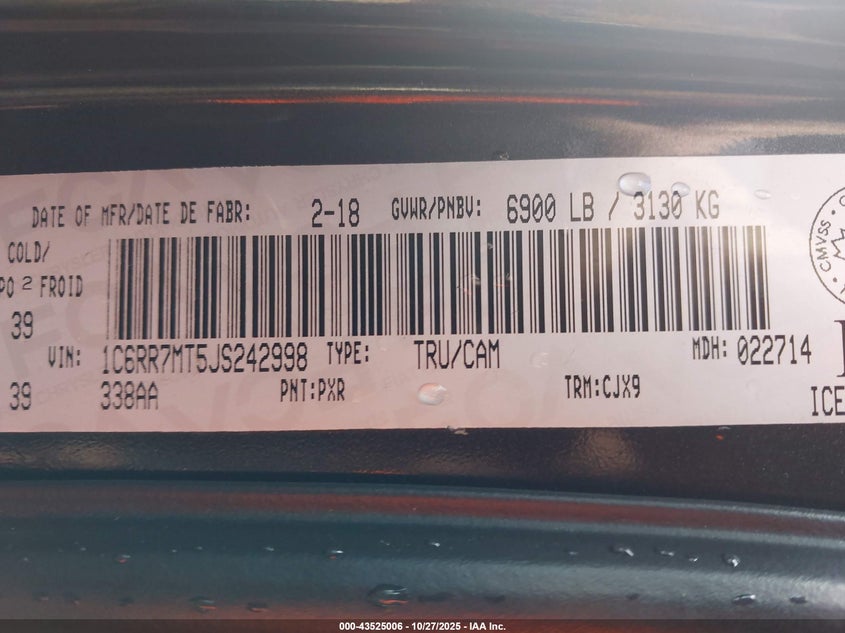 DATE OF MFR/DATE DE FABR: 2-18 GVWR/PNBV: 6900 LB / 3130 KG
COLD/
PO 2 FROID
39
VIN: 1C6RR7MT5JS242998 TYPE: TRU/CAM MDH: 022714
39 338AA PNT:PXR TRM:CJX9 ICE
CMVSS
000-43525006 - 10/27/2025 - IAA Inc.